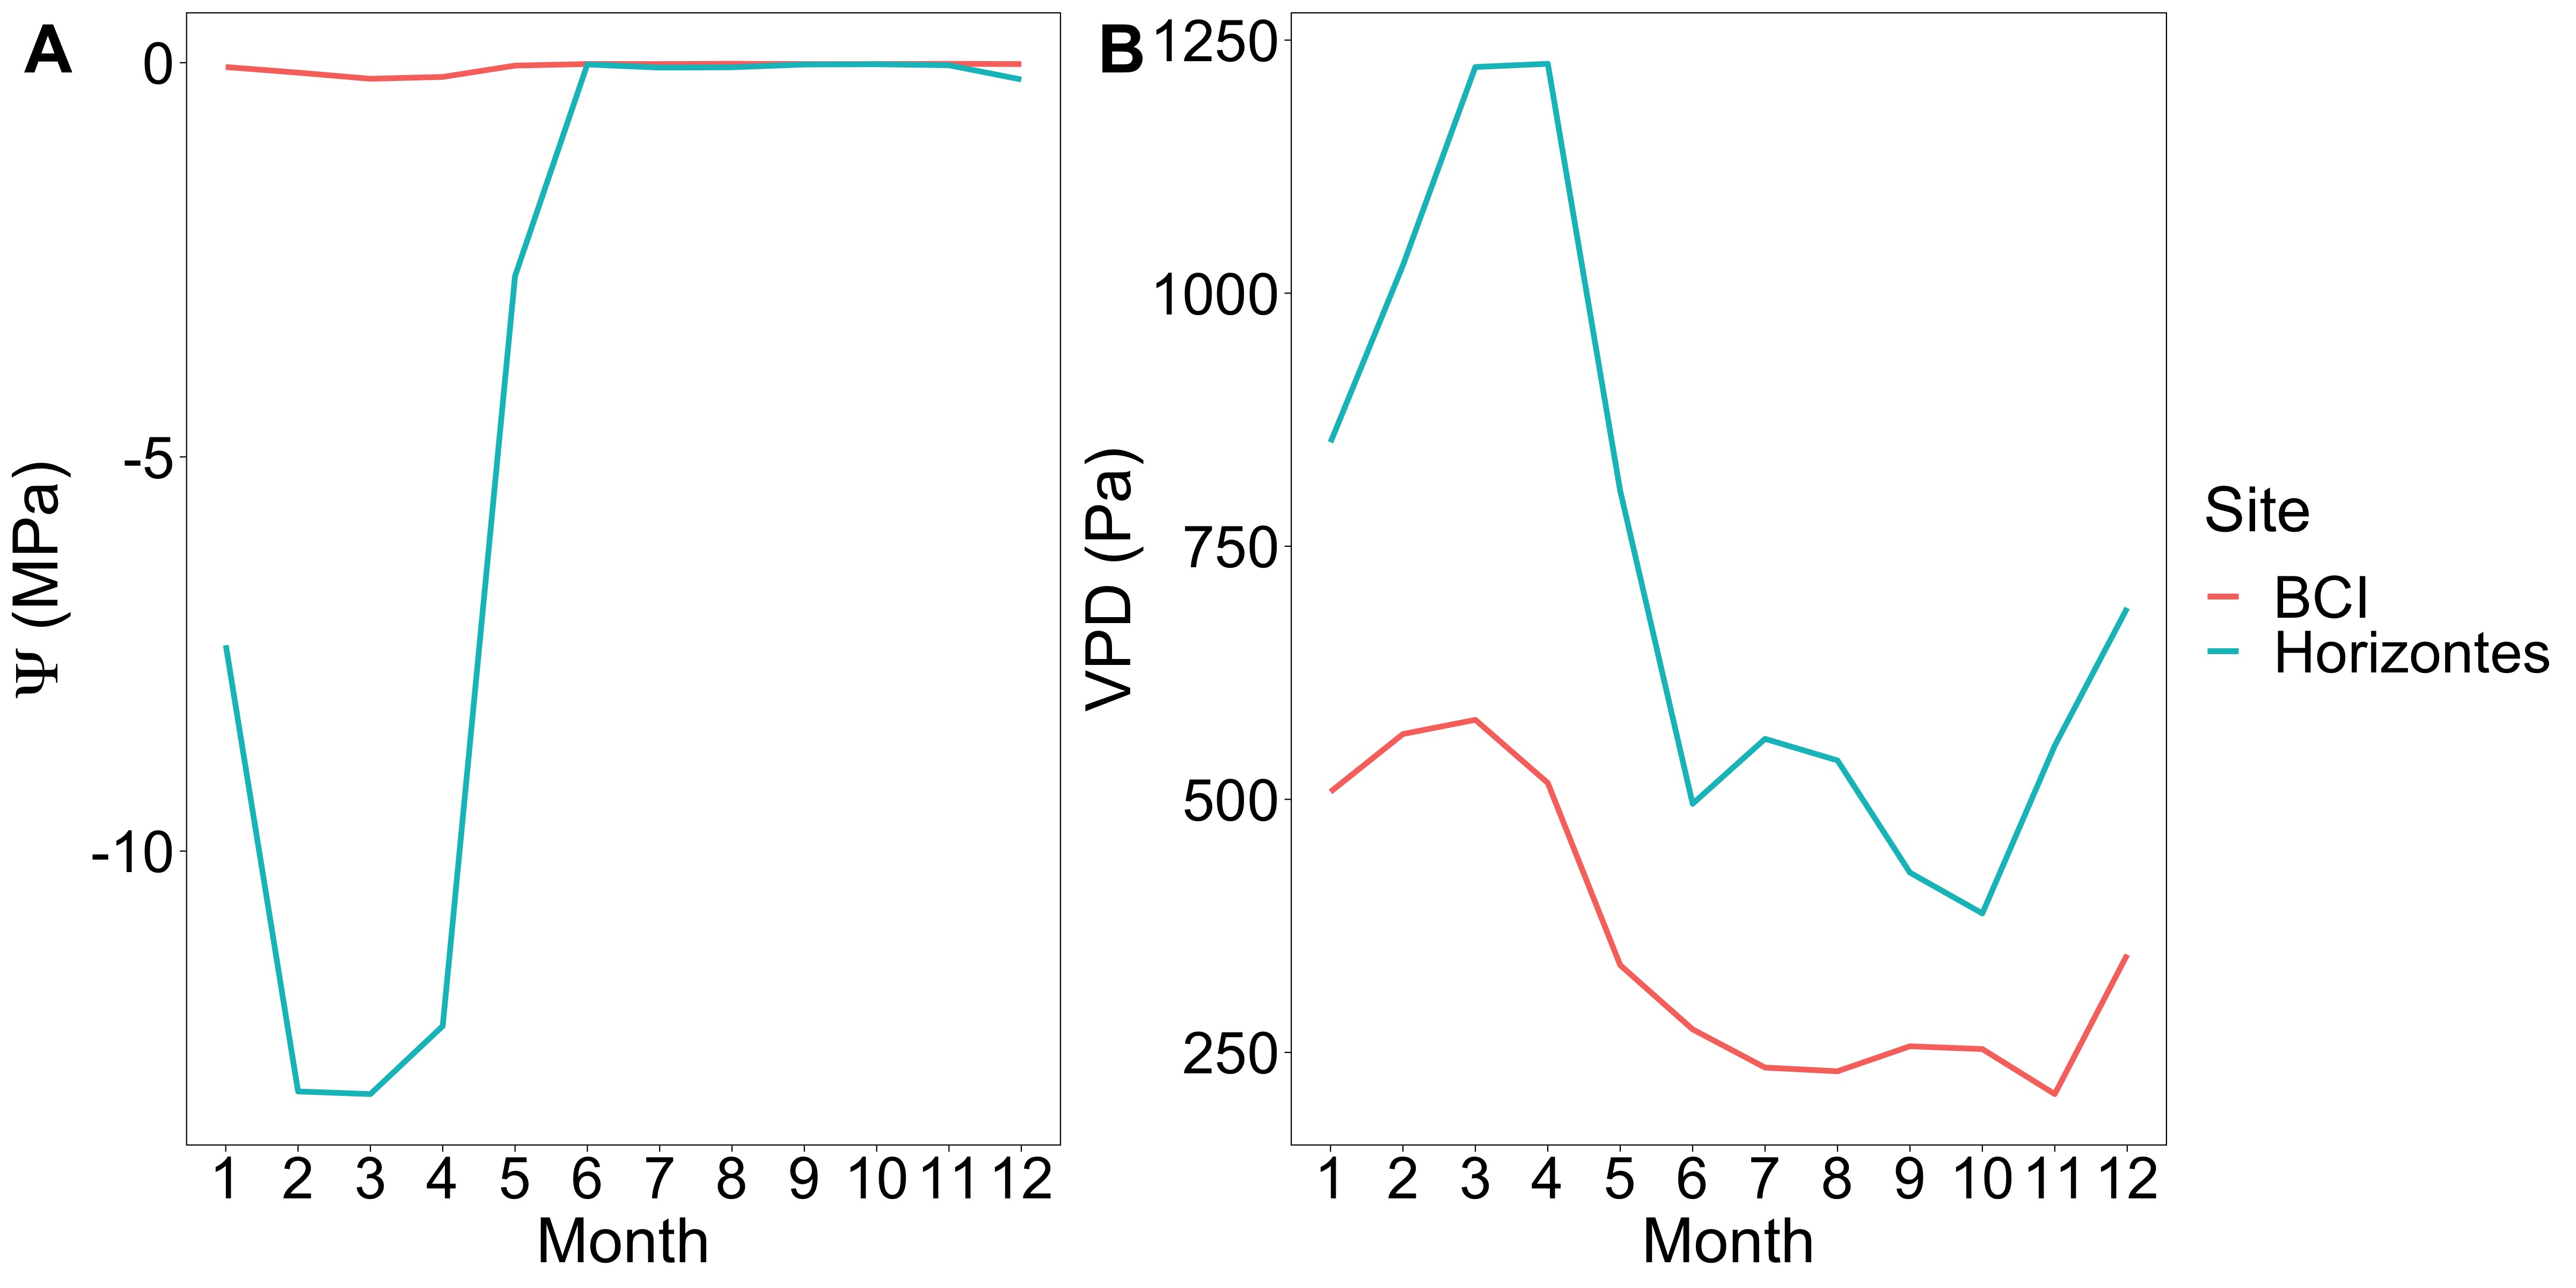 A
0
-5
-10
Ψ (MPa)
1 2 3 4 5 6 7 8 9 10 11 12
Month
B
1250
1000
750
500
250
VPD (Pa)
1 2 3 4 5 6 7 8 9 10 11 12
Month
Site
BCI
Horizontes